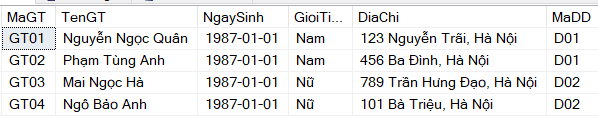 MaGT TenGT NgaySinh GioiTi... DiaChi MaDD
GT01 Nguyễn Ngọc Quân 1987-01-01 Nam 123 Nguyễn Trãi, Hà Nội D01
GT02 Phạm Tùng Anh 1987-01-01 Nam 456 Ba Đình, Hà Nội D01
GT03 Mai Ngọc Hà 1987-01-01 Nữ 789 Trần Hưng Đạo, Hà Nội D02
GT04 Ngô Bảo Anh 1987-01-01 Nữ 101 Bà Triệu, Hà Nội D02